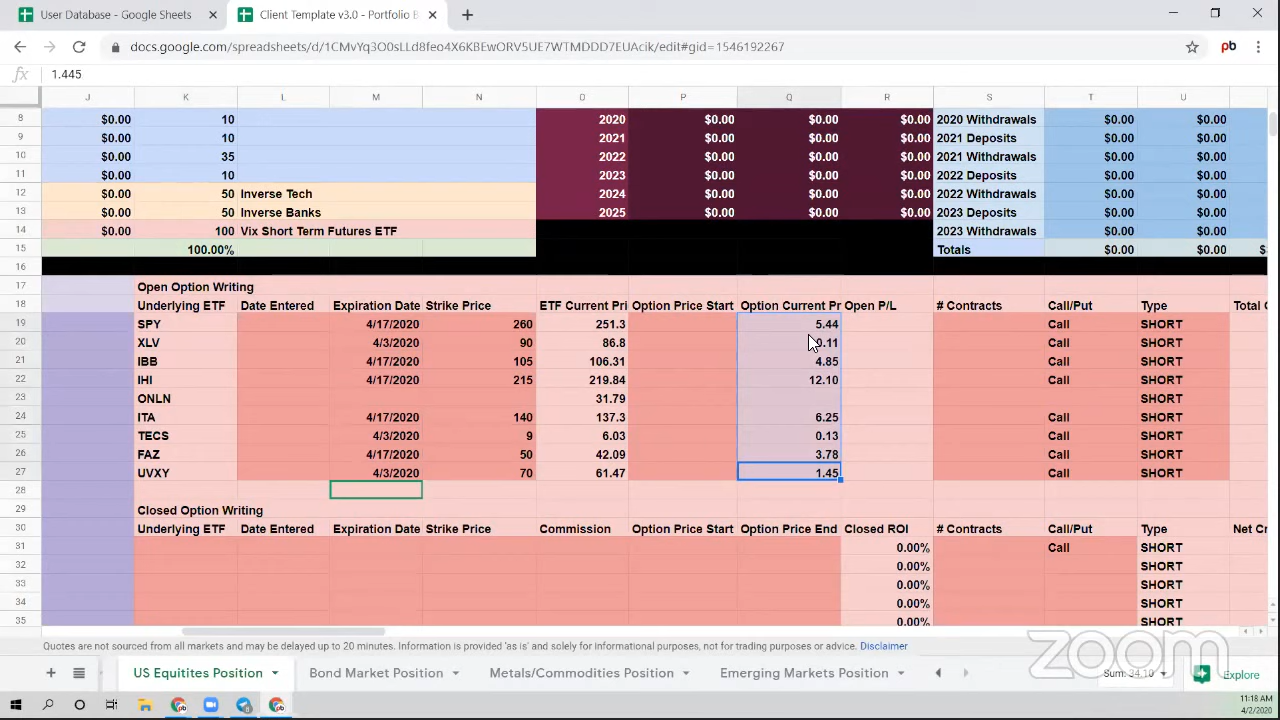 User Database - Google Sheets
Client Template v3.0 - Portfolio B
docs.google.com/spreadsheets/d/1CMvYq3O0sLLd8feo4X6KBEwORV5UE7WTMDDD7EUAcik/edit#gid=1546192267
pb
fx 1.445
J K L M N O P Q R S T U
8 $0.00 10 2020 $0.00 $0.00 $0.00 2020 Withdrawals $0.00 $0.00
9 $0.00 10 2021 $0.00 $0.00 $0.00 2021 Deposits $0.00 $0.00
10 $0.00 35 2022 $0.00 $0.00 $0.00 2021 Withdrawals $0.00 $0.00
11 $0.00 10 2023 $0.00 $0.00 $0.00 2022 Deposits $0.00 $0.00
12 $0.00 50 Inverse Tech 2024 $0.00 $0.00 $0.00 2022 Withdrawals $0.00 $0.00
13 $0.00 50 Inverse Banks 2025 $0.00 $0.00 $0.00 2023 Deposits $0.00 $0.00
14 $0.00 100 Vix Short Term Futures ETF 2023 Withdrawals $0.00 $0.00
15 100.00% Totals $0.00 $0.00 $
16
17 Open Option Writing
18 Underlying ETF Date Entered Expiration Date Strike Price ETF Current Pri Option Price Start Option Current Pr Open P/L # Contracts Call/Put Type Total C
19 SPY 4/17/2020 260 251.3 5.44 Call SHORT
20 XLV 4/3/2020 90 86.8 0.11 Call SHORT
21 IBB 4/17/2020 105 106.31 4.85 Call SHORT
22 IHI 4/17/2020 215 219.84 12.10 Call SHORT
23 ONLN 31.79 SHORT
24 ITA 4/17/2020 140 137.3 6.25 Call SHORT
25 TECS 4/3/2020 9 6.03 0.13 Call SHORT
26 FAZ 4/17/2020 50 42.09 3.78 Call SHORT
27 UVXY 4/3/2020 70 61.47 1.45 Call SHORT
28
29 Closed Option Writing
30 Underlying ETF Date Entered Expiration Date Strike Price Commission Option Price Start Option Price End Closed ROI # Contracts Call/Put Type Net Cr
31 0.00% Call SHORT
32 0.00% SHORT
33 0.00% SHORT
34 0.00% SHORT
35 0.00% SHORT
Quotes are not sourced from all markets and may be delayed up to 20 minutes. Information is provided 'as is' and solely for informational purposes, not for trading purposes or advice. Disclaimer
zoom
US Equitites Position Bond Market Position Metals/Commodities Position Emerging Markets Position Sum: 34.10 Explore
11:18 AM
4/2/2020